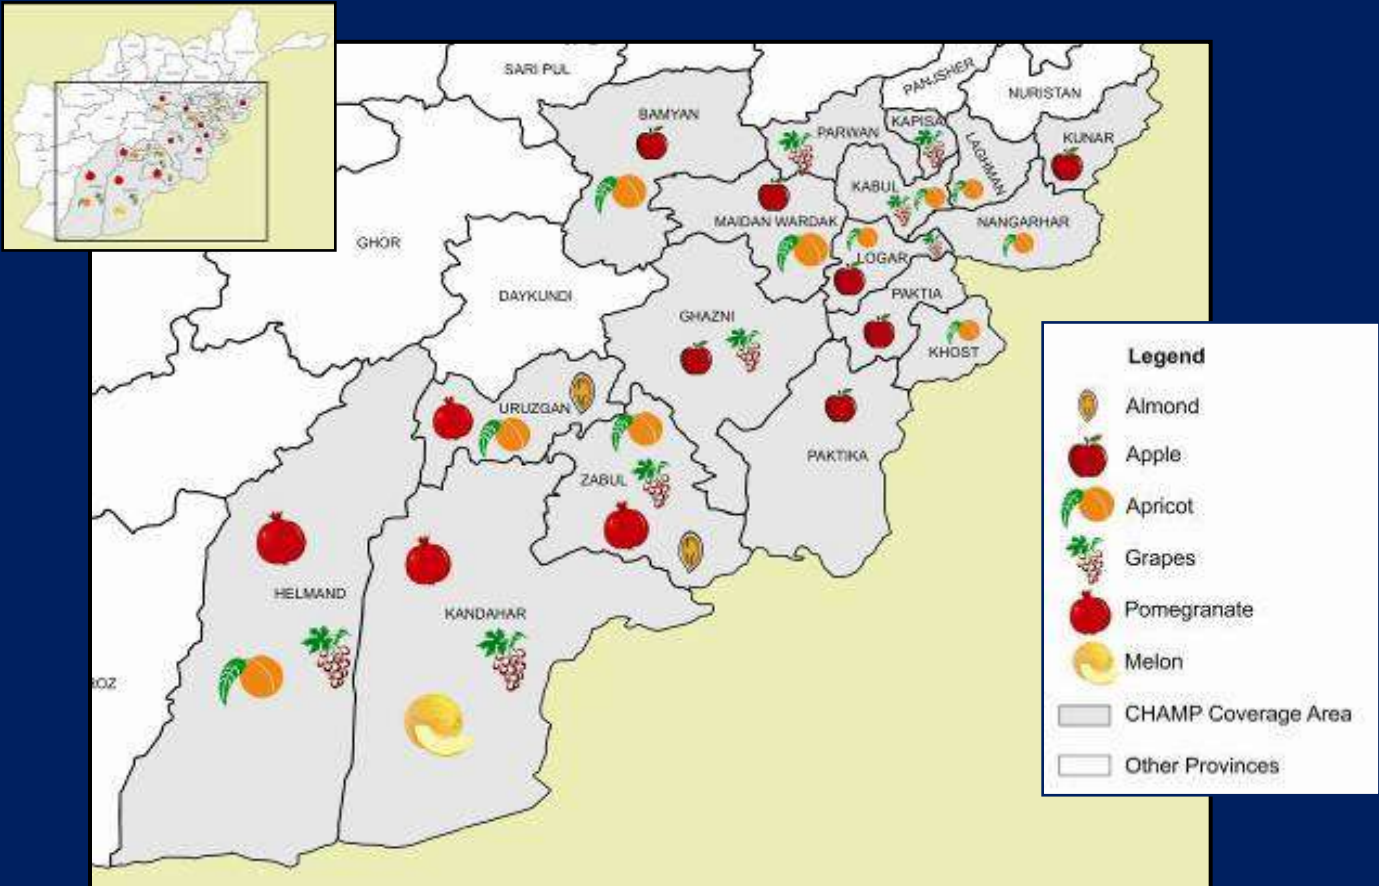 SARI PUL
PANJSHER
NURISTAN
BAMYAN
KAPISA
PARWAN
KUNAR
LAGHMAN
KABUL
MAIDAN WARDAK
NANGARHAR
GHOR
LOGAR
DAYKUNDI
PAKTIA
GHAZNI
KHOST
URUZGAN
PAKTIKA
ZABUL
HELMAND
KANDAHAR
ROZ
Legend
Almond
Apple
Apricot
Grapes
Pomegranate
Melon
CHAMP Coverage Area
Other Provinces